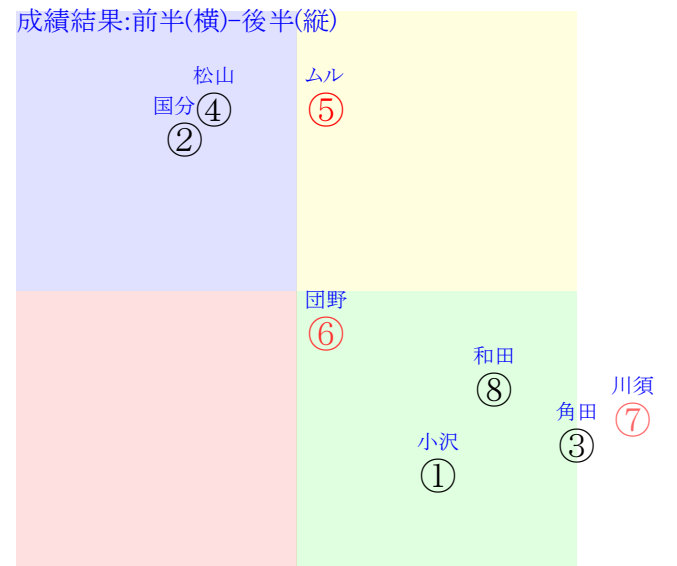 成績結果:前半(横)-後半(縦)
松山
ムル
国分
④
⑤
②
団野
⑥
和田
川須
⑧
角田
⑦
小沢
③
①